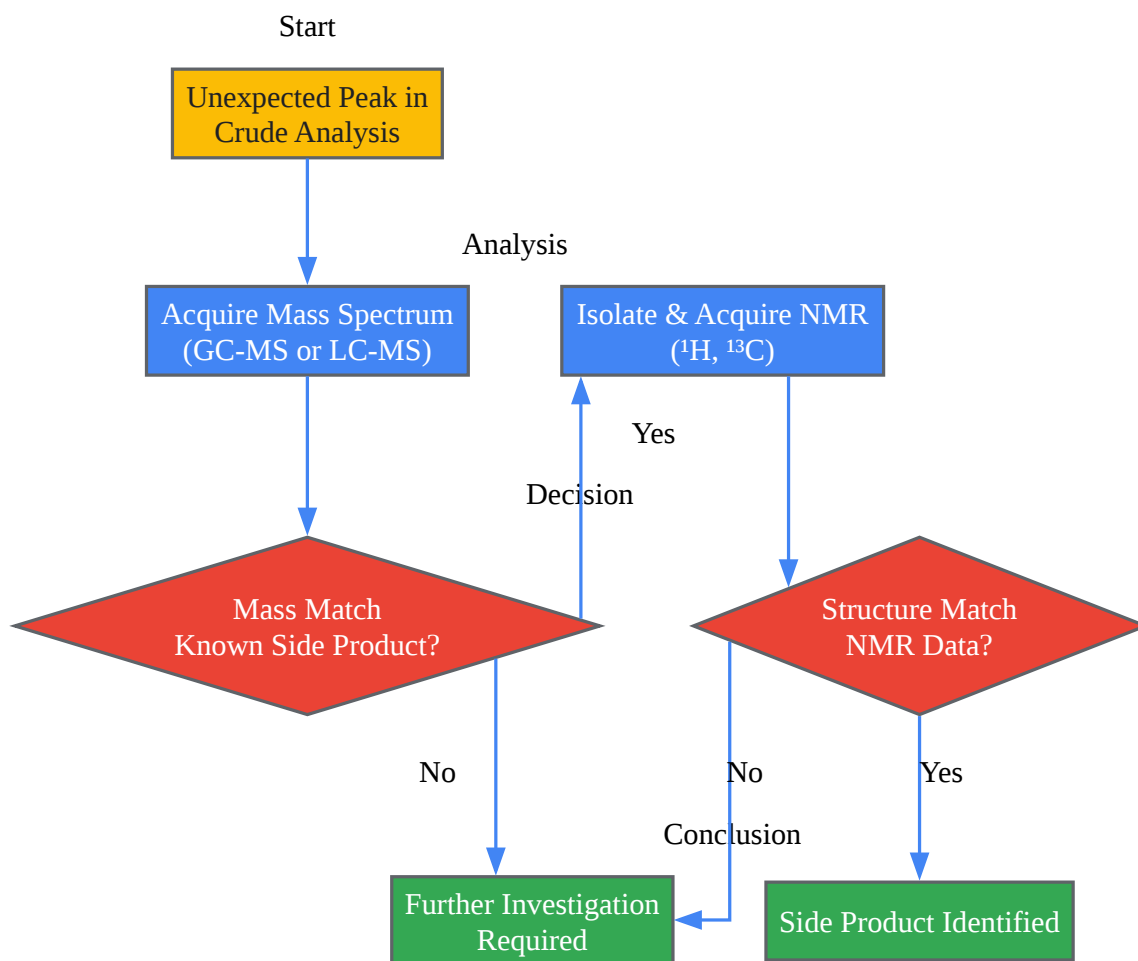 Start
Unexpected Peak in
Crude Analysis
Analysis
Acquire Mass Spectrum
(GC-MS or LC-MS)
Isolate & Acquire NMR
(¹H, ¹³C)
Yes
Decision
Mass Match
Known Side Product?
Structure Match
NMR Data?
No
No
Yes
Conclusion
Further Investigation
Required
Side Product Identified